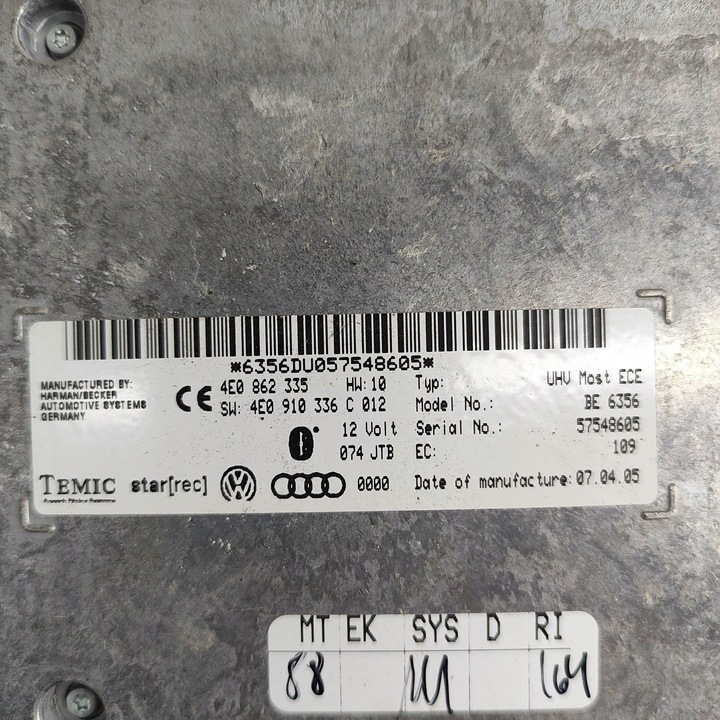 *6356DU057548605*
MANUFACTURED BY:
HARMAN/BECKER
AUTOMOTIVE SYSTEMS
GERMANY
CE
4E0 862 335 HW: 10 Typ: UHV Most ECE
SW: 4E0 910 336 C 012 Model No.: BE 6356
12 Volt Serial No.: 57548605
074 JTB EC: 109
TEMIC star[rec] 0000 Date of manufacture: 07.04.05
MT EK SYS D RI
88 164